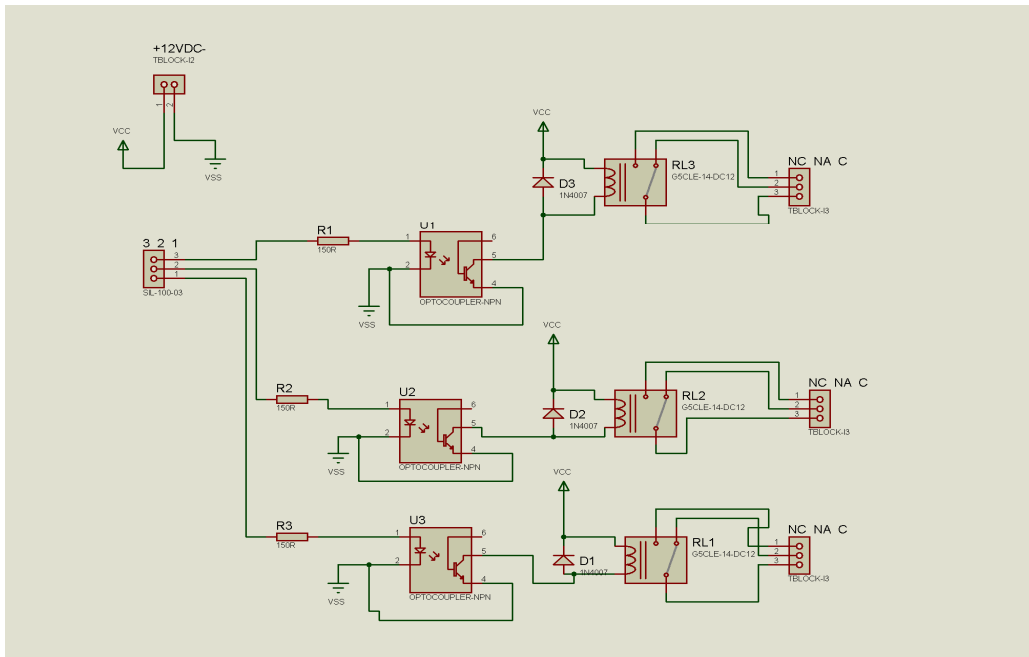 +12VDC-
TBLOCK-I2
1
2
VCC
VSS
VCC
D3
1N4007
RL3
G5CLE-14-DC12
NC NA C
1
2
3
TBLOCK-I3
3 2 1
3
2
1
SIL-100-03
R1
150R
U1
1
2
6
5
4
OPTOCOUPLER-NPN
VSS
VCC
D2
1N4007
RL2
G5CLE-14-DC12
NC NA C
1
2
3
TBLOCK-I3
R2
150R
U2
1
2
6
5
4
OPTOCOUPLER-NPN
VSS
VCC
D1
1N4007
RL1
G5CLE-14-DC12
NC NA C
1
2
3
TBLOCK-I3
R3
150R
U3
1
2
6
5
4
OPTOCOUPLER-NPN
VSS